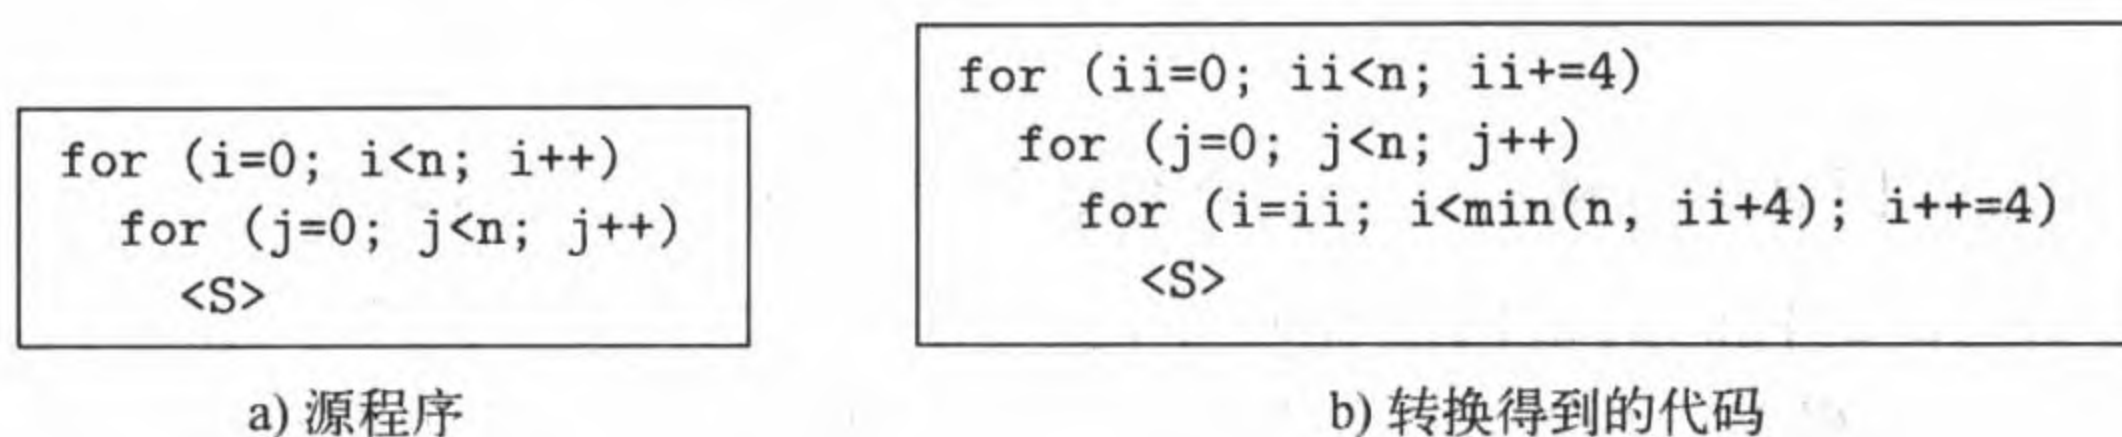 for (i=0; i<n; i++)
for (j=0; j<n; j++)
<S>
a) 源程序
for (ii=0; ii<n; ii+=4)
for (j=0; j<n; j++)
for (i=ii; i<min(n, ii+4); i++=4)
<S>
b) 转换得到的代码